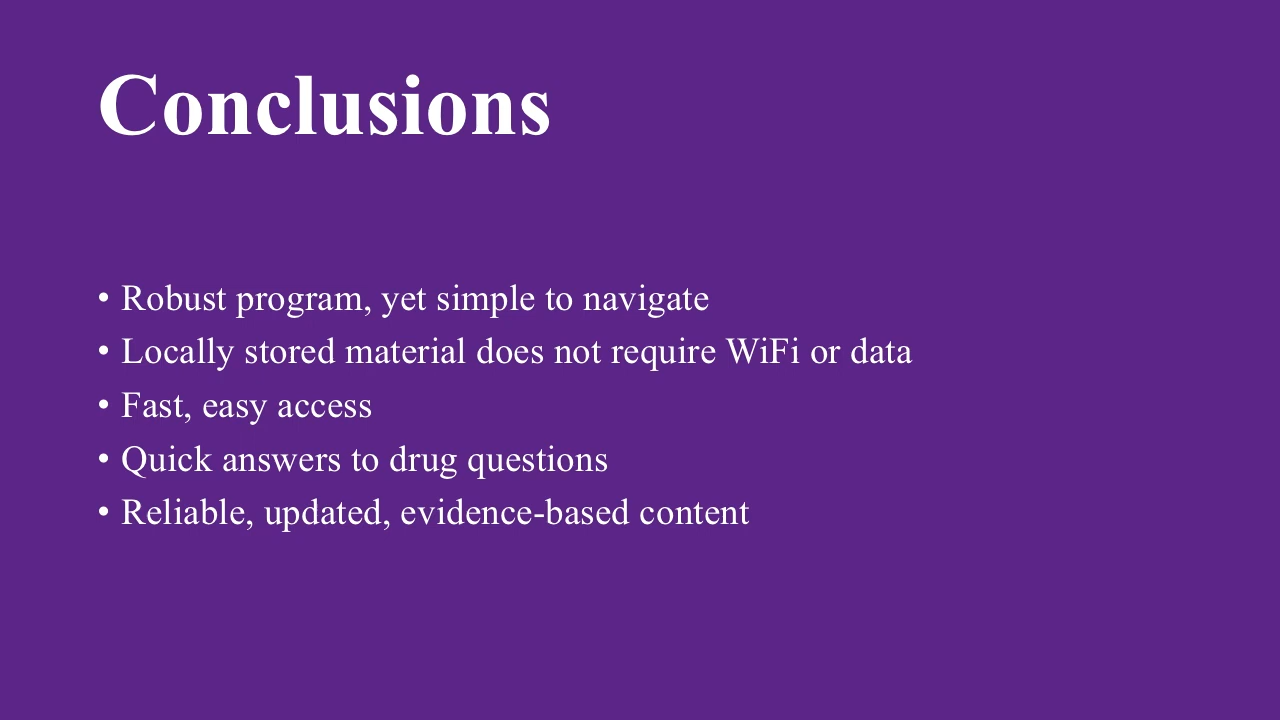 Conclusions
• Robust program, yet simple to navigate
• Locally stored material does not require WiFi or data
• Fast, easy access
• Quick answers to drug questions
• Reliable, updated, evidence-based content